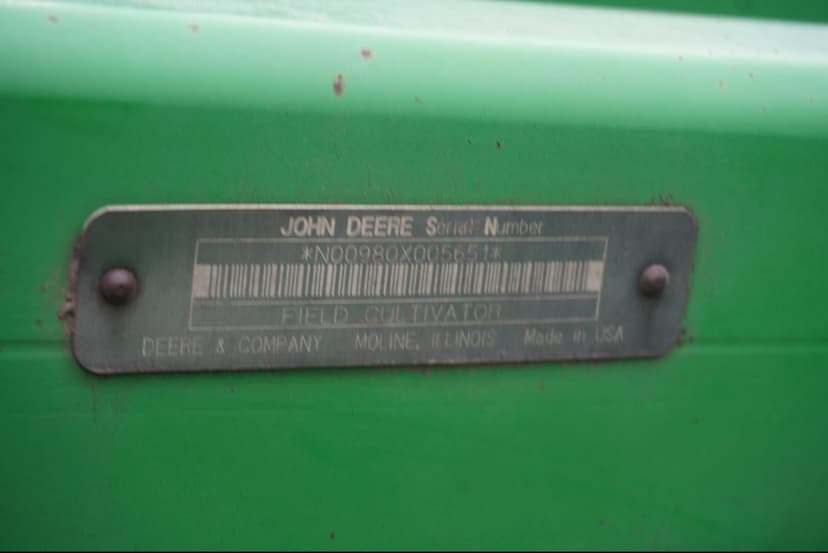 JOHN DEERE Serial Number
*N00980X005651*
FIELD CULTIVATOR
DEERE & COMPANY MOLINE, ILLINOIS Made in USA